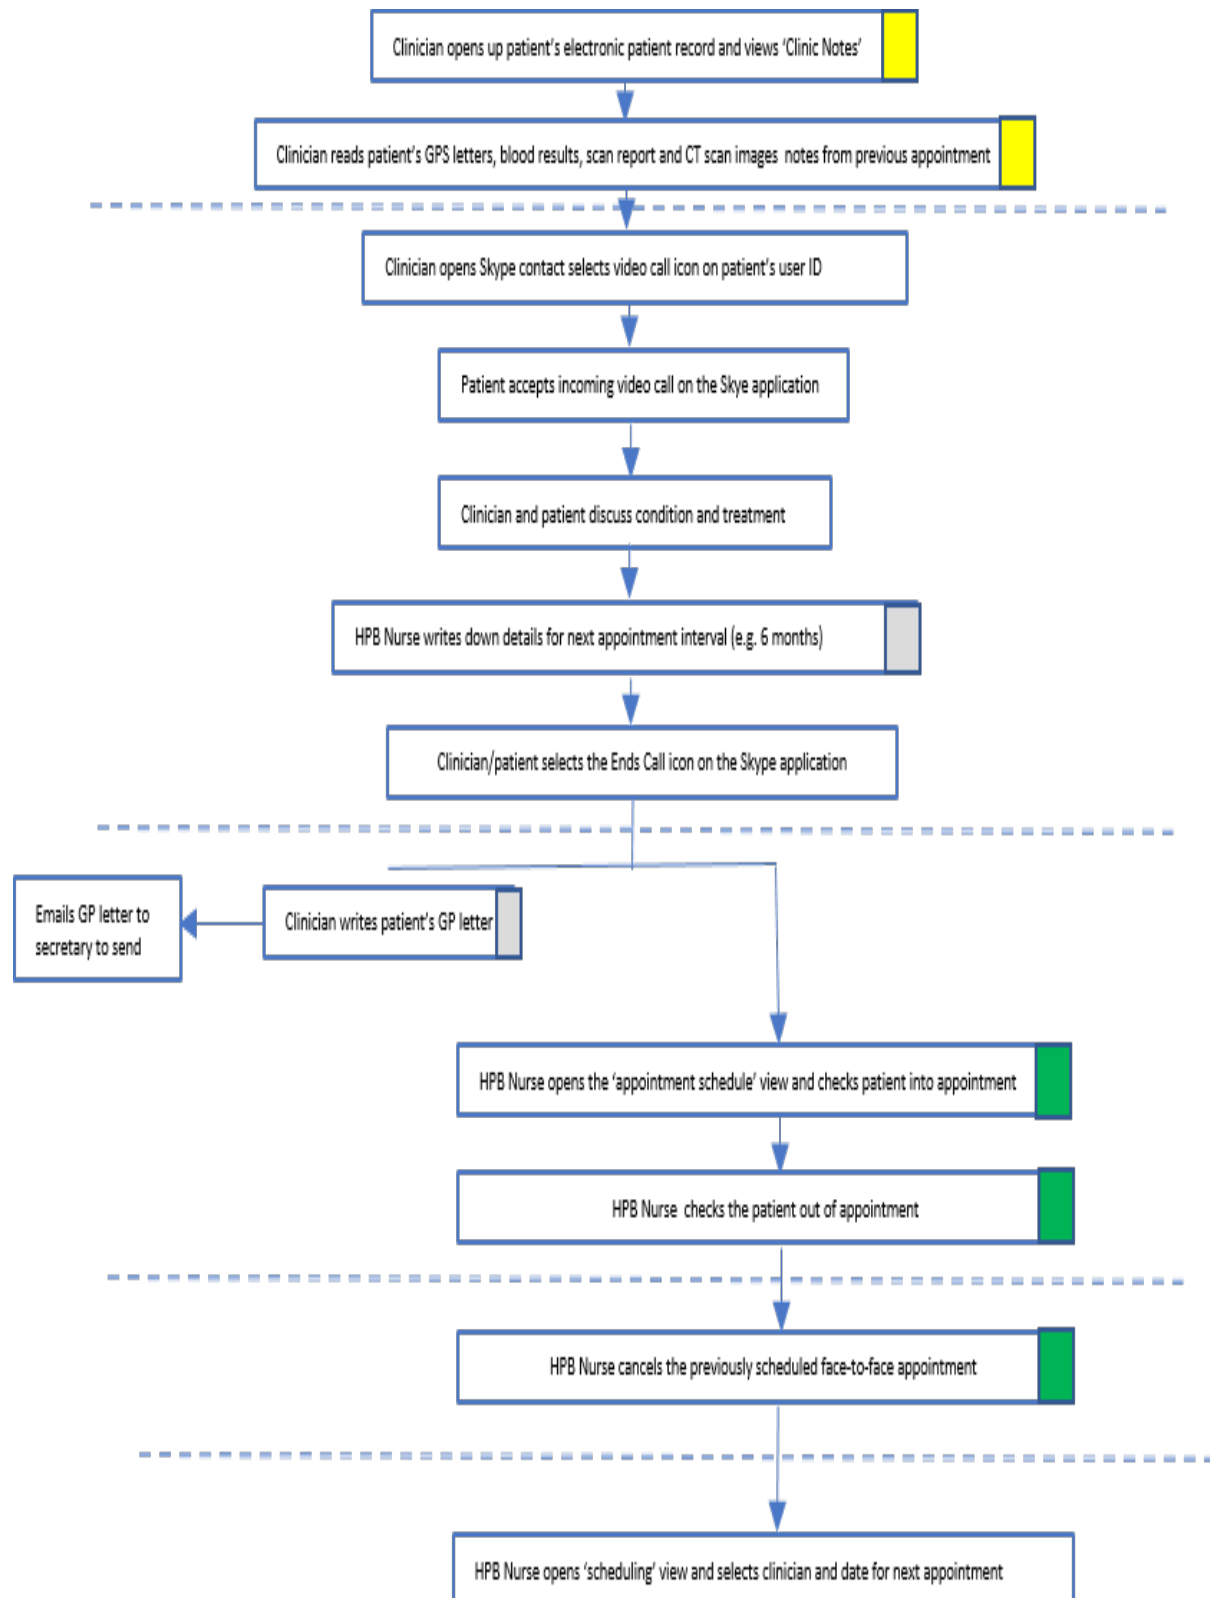 Clinician opens up patient's electronic patient record and views 'Clinic Notes'
Clinician reads patient's GPS letters, blood results, scan report and CT scan images  notes from previous appointment
Clinician opens Skype contact selects video call icon on patient's user ID
Patient accepts incoming video call on the Skye application
Clinician and patient discuss condition and treatment
HPB Nurse writes down details for next appointment interval (e.g. 6 months)
Clinician/patient selects the Ends Call icon on the Skype application
Emails GP letter to
secretary to send
Clinician writes patient's GP letter
HPB Nurse opens the 'appointment schedule' view and checks patient into appointment
HPB Nurse  checks the patient out of appointment
HPB Nurse cancels the previously scheduled face-to-face appointment
HPB Nurse opens 'scheduling' view and selects clinician and date for next appointment